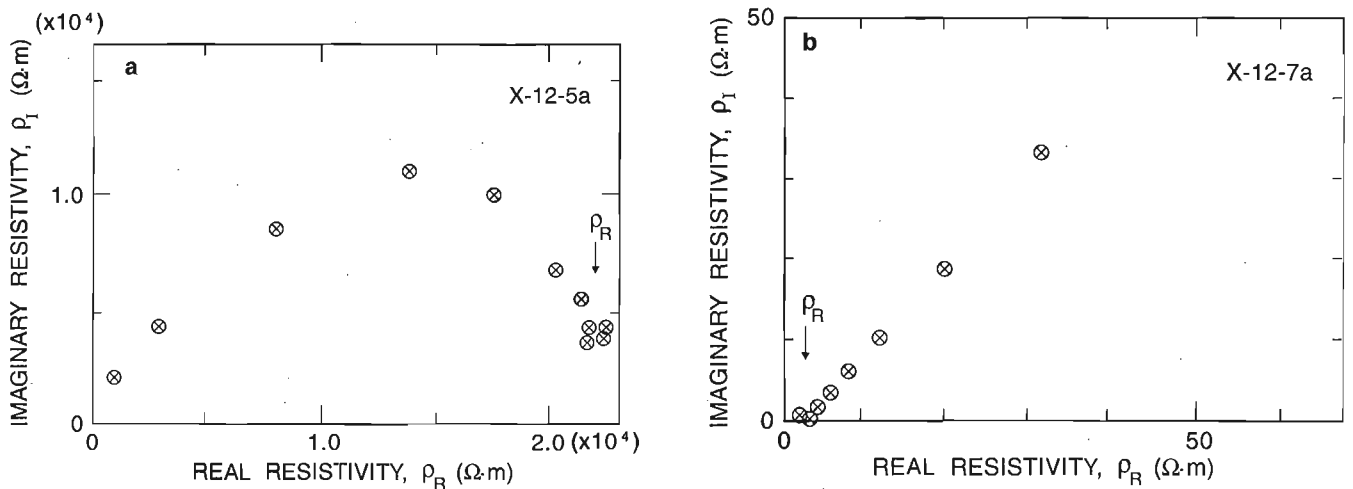 (x10⁴)
a
X-12-5a
IMAGINARY RESISTIVITY, ρI (Ω·m)
1.0
ρR
0
0
1.0
2.0 (x10⁴)
REAL RESISTIVITY, ρR (Ω·m)
50
b
X-12-7a
IMAGINARY RESISTIVITY, ρI (Ω·m)
ρR
0
0
50
REAL RESISTIVITY, ρR (Ω·m)